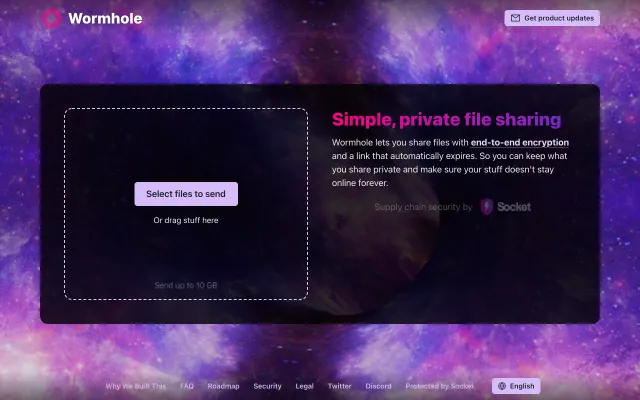 Wormhole
Get product updates
Select files to send
Or drag stuff here
Send up to 10 GB
Simple, private file sharing
Wormhole lets you share files with end-to-end encryption
and a link that automatically expires. So you can keep what
you share private and make sure your stuff doesn't stay
online forever.
Supply chain security by Socket
Why We Built This FAQ Roadmap Security Legal Twitter Discord Protected by Socket English